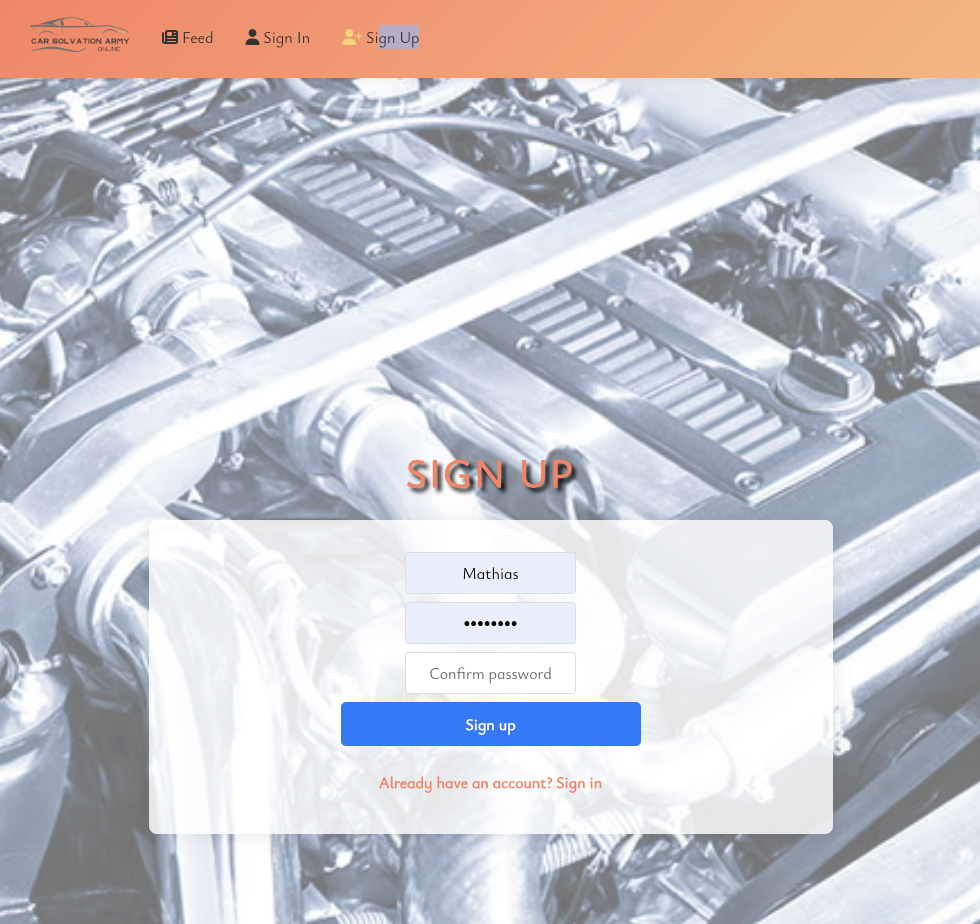 CAR SOLVATION ARMY
ONLINE
Feed
Sign In
Sign Up
SIGN UP
Mathias
••••••••
Confirm password
Sign up
Already have an account? Sign in